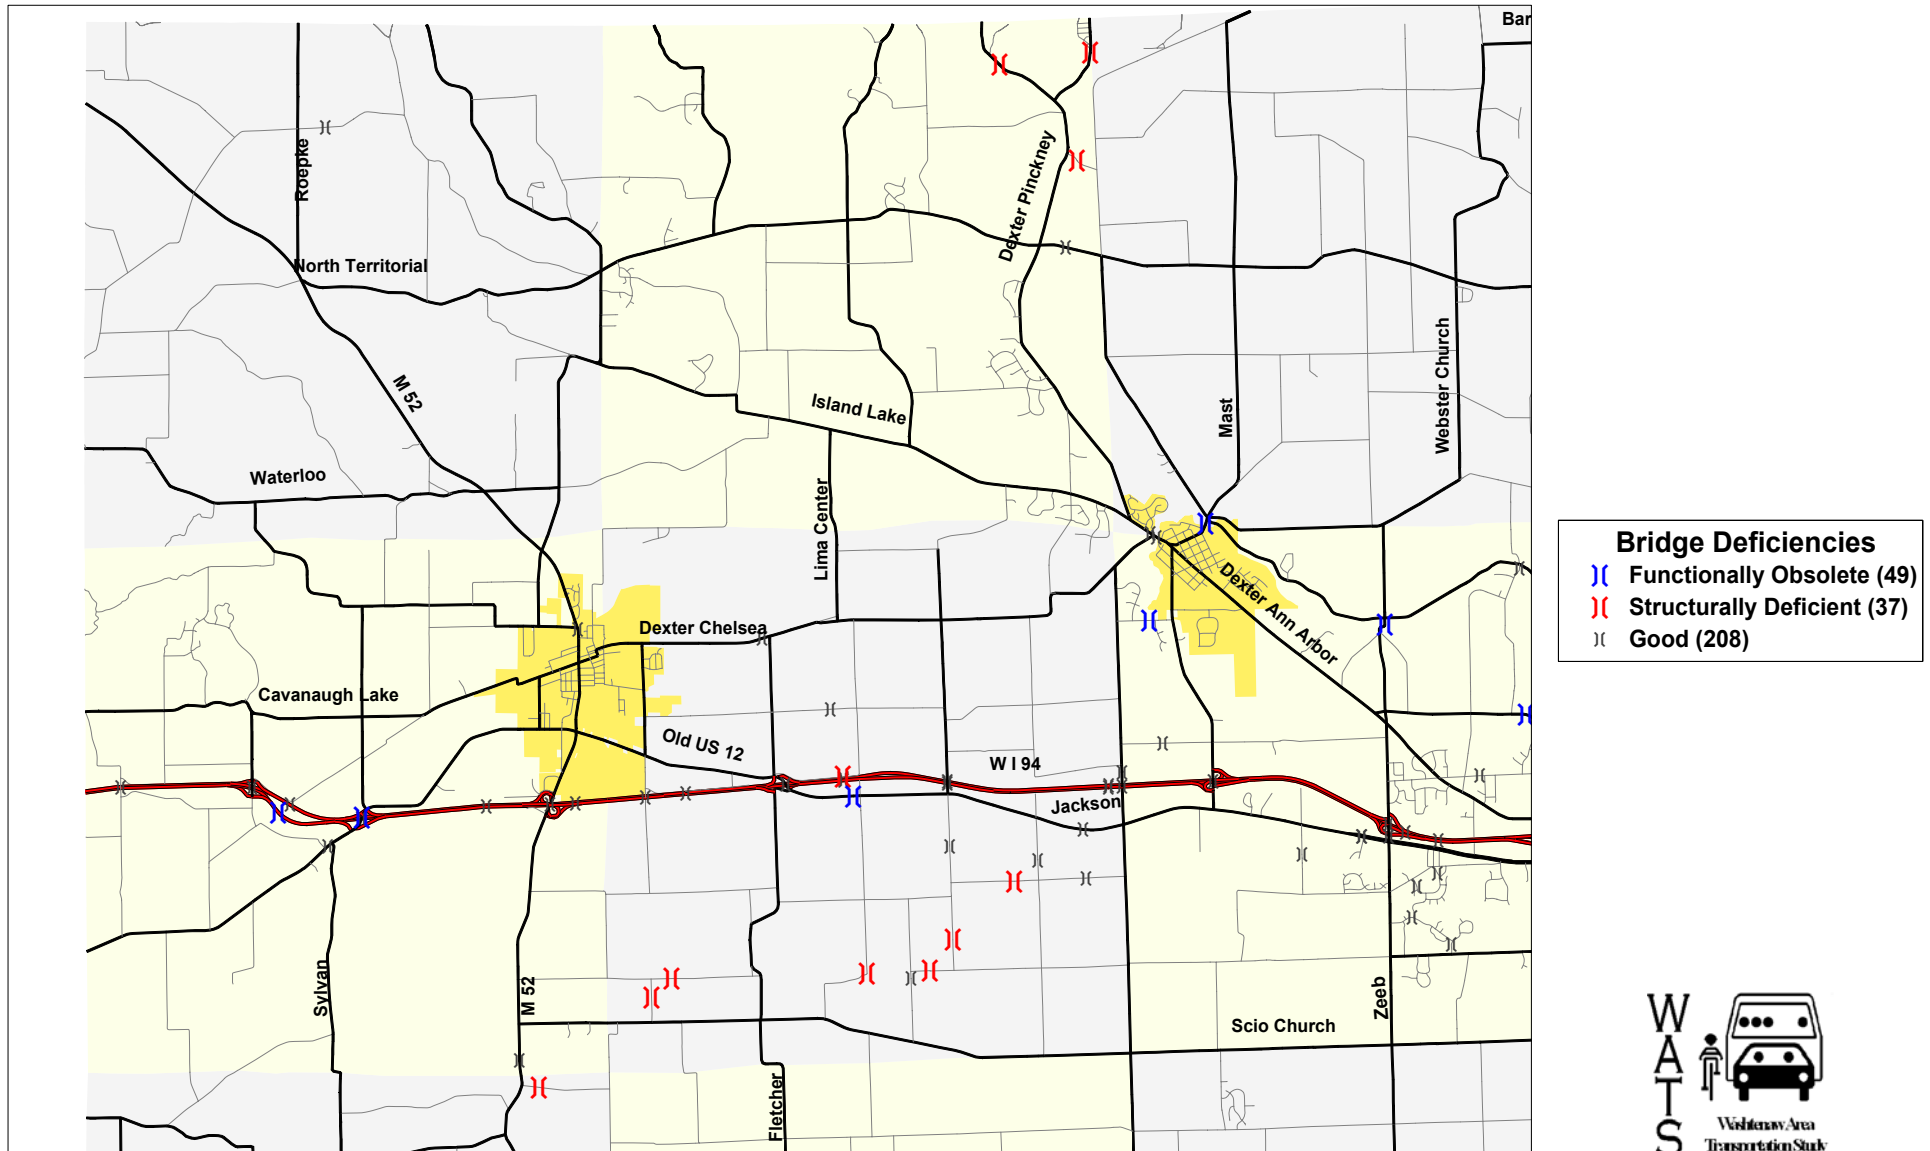 Bar
Roepke
Dexter Pinckney
North Territorial
M 52
Island Lake
Mast
Webster Church
Waterloo
Lima Center
Dexter Chelsea
Dexter Ann Arbor
Cavanaugh Lake
Old US 12
W I 94
Jackson
Sylvan
M 52
Zeeb
Scio Church
Fletcher
Bridge Deficiencies
Functionally Obsolete (49)
Structurally Deficient (37)
Good (208)
WATS
Washtenaw Area
Transportation Study